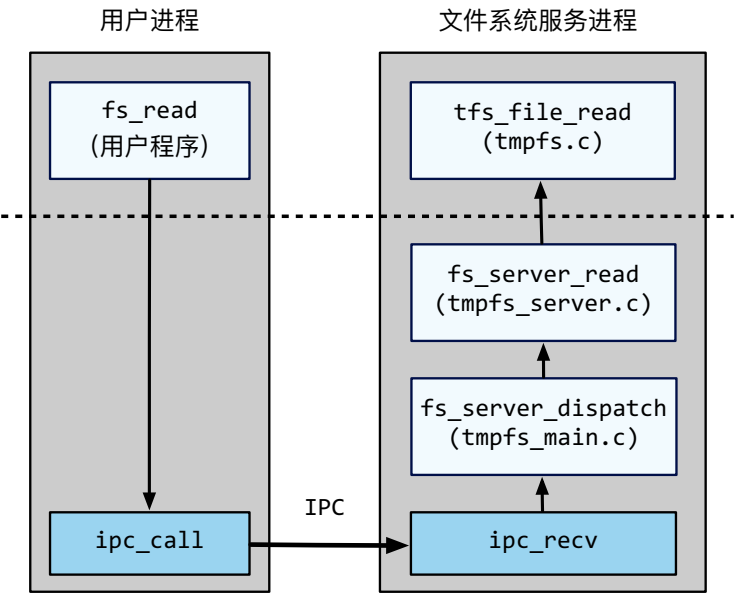 用户进程
文件系统服务进程
fs_read
(用户程序)
tfs_file_read
(tmpfs.c)
fs_server_read
(tmpfs_server.c)
fs_server_dispatch
(tmpfs_main.c)
IPC
ipc_call
ipc_recv